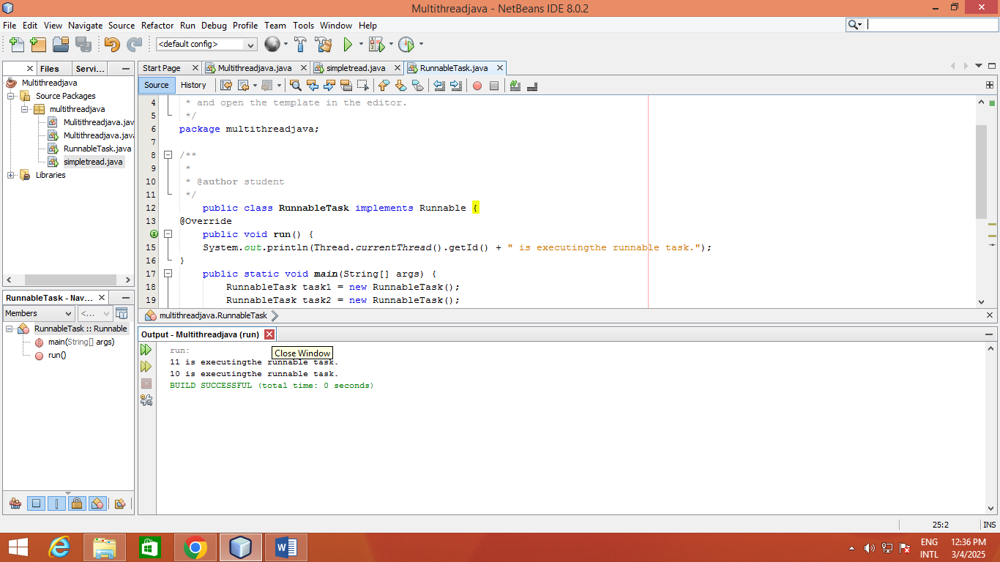 Multithreadjava - NetBeans IDE 8.0.2
File Edit View Navigate Source Refactor Run Debug Profile Team Tools Window Help
<default config>
Files Servi...
Start Page Multithreadjava.java simpletread.java RunnableTask.java
Source History
Multithreadjava
Source Packages
multithreadjava
Mulitithreadjava.jav
Multithreadjava.java
RunnableTask.java
simpletread.java
Libraries
4 * and open the template in the editor.
5 */
6 package multithreadjava;
7
8 /**
9 *
10 * @author student
11 */
12 public class RunnableTask implements Runnable {
13 @Override
public void run() {
15 System.out.println(Thread.currentThread().getId() + " is executingthe runnable task.");
16 }
17 public static void main(String[] args) {
18 RunnableTask task1 = new RunnableTask();
19 RunnableTask task2 = new RunnableTask();
multithreadjava.RunnableTask
RunnableTask - Nav...
Members <...
RunnableTask :: Runnable
main(String[] args)
run()
Output - Multithreadjava (run)
Close Window
run:
11 is executingthe runnable task.
10 is executingthe runnable task.
BUILD SUCCESSFUL (total time: 0 seconds)
25:2 INS
ENG 12:36 PM
INTL 3/4/2025